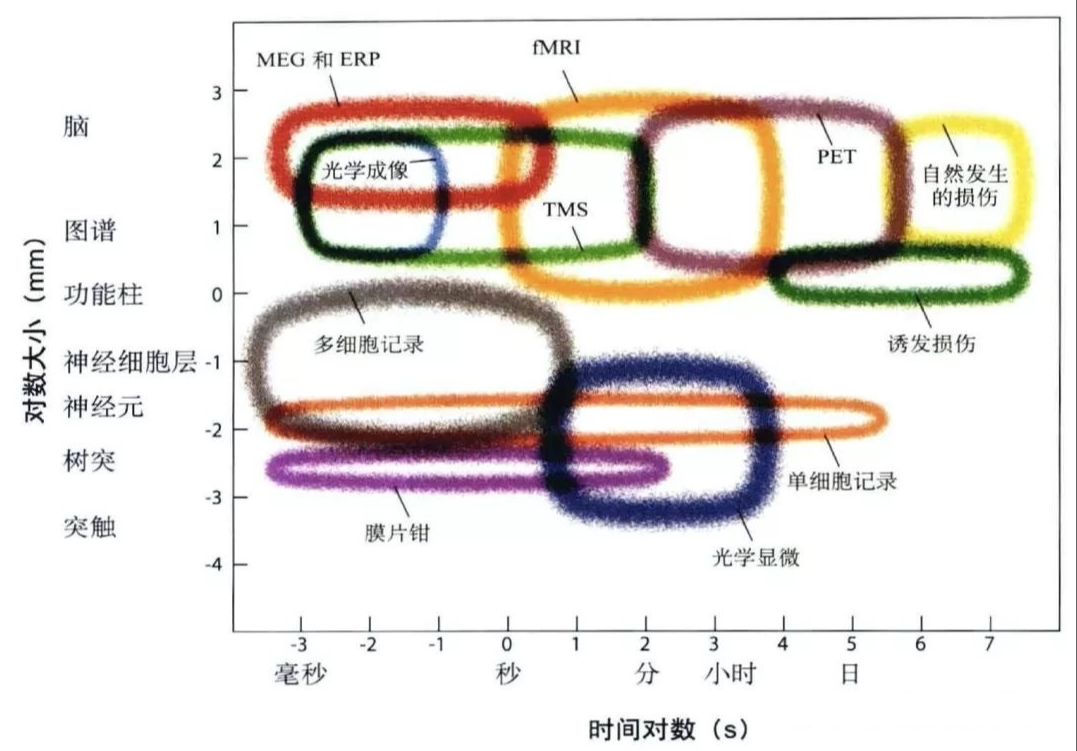 fMRI
MEG 和 ERP
3
脑
2
光学成像
PET
自然发生
的损伤
TMS
图谱
1
功能柱
0
多细胞记录
诱发损伤
神经细胞层
-1
神经元
-2
树突
单细胞记录
-3
突触
膜片钳
光学显微
-4
对数大小（mm）
-3 -2 -1 0 1 2 3 4 5 6 7
毫秒 秒 分 小时 日
时间对数（s）